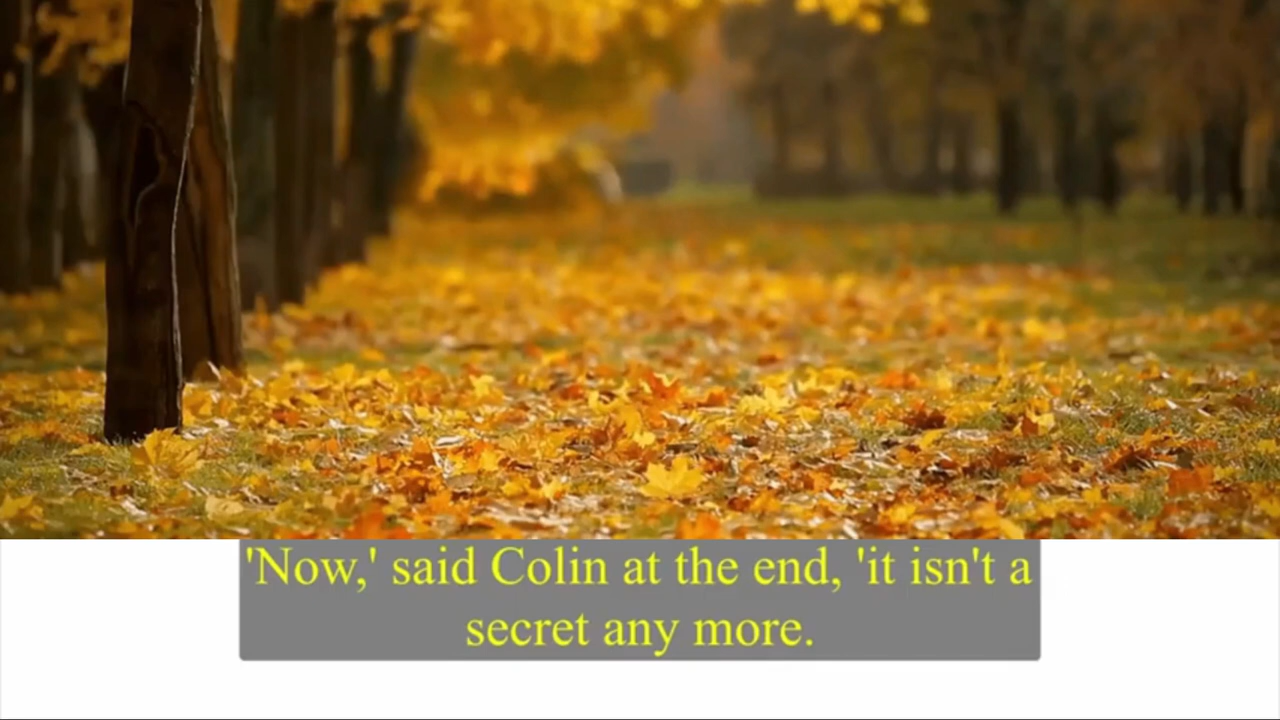 'Now,' said Colin at the end, 'it isn't a
secret any more.